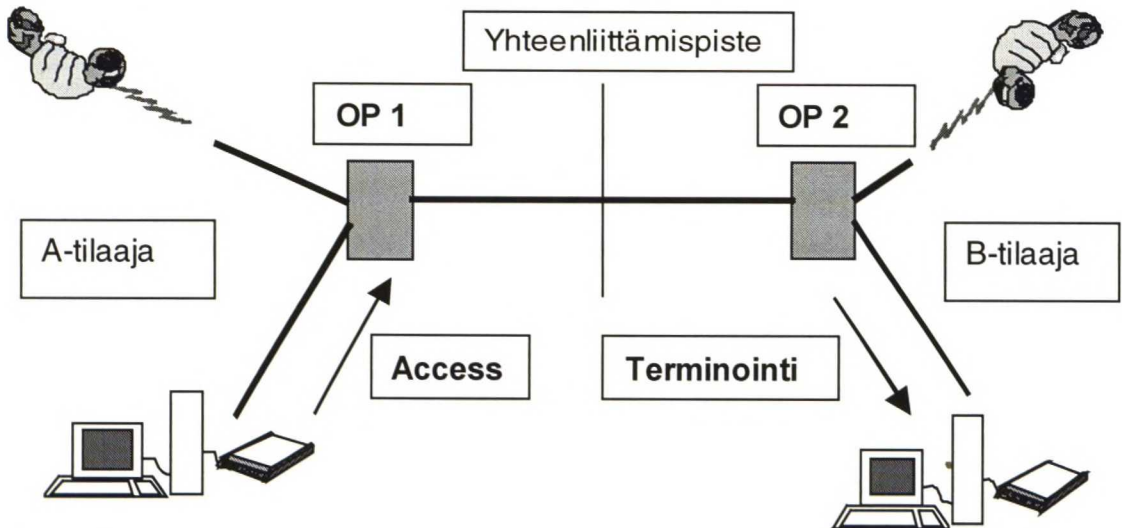 Yhteenliittämispiste
OP 1
OP 2
A-tilaaja
B-tilaaja
Access
Terminointi